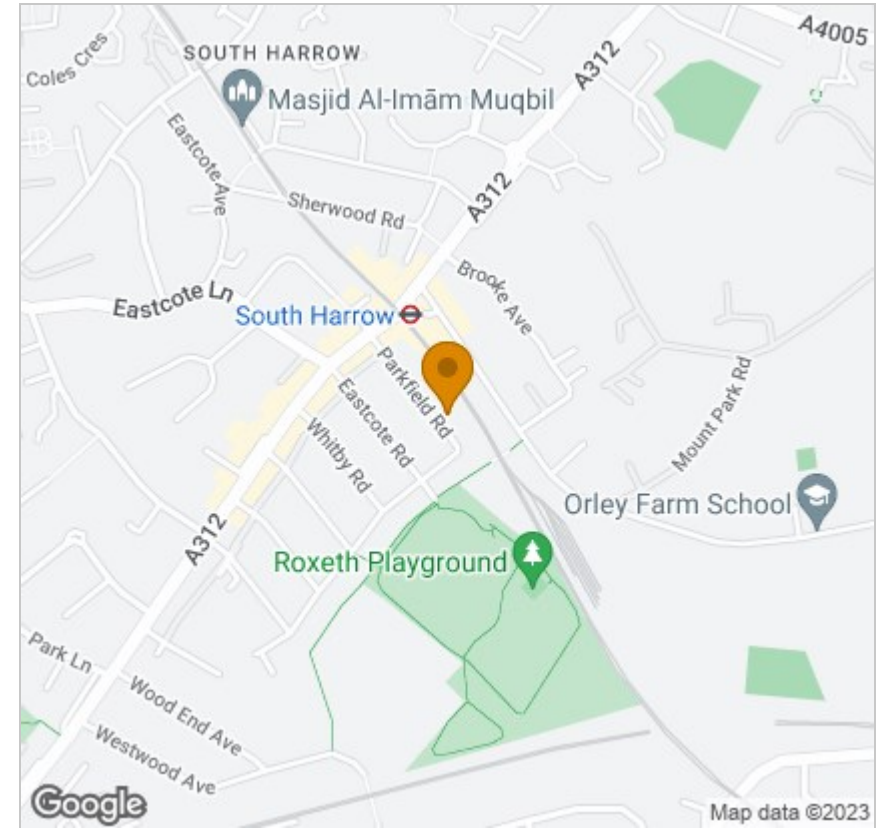 A4005
SOUTH HARROW
A312
Coles Cres
Masjid Al-Imām Muqbil
Eastcote Ave
A312
Sherwood Rd
Brooke Ave
Eastcote Ln
South Harrow
Parkfield Rd
Mount Park Rd
Eastcote Rd
Whitby Rd
Orley Farm School
A312
Roxeth Playground
Park Ln
Wood End Ave
Westwood Ave
Google
Map data ©2023